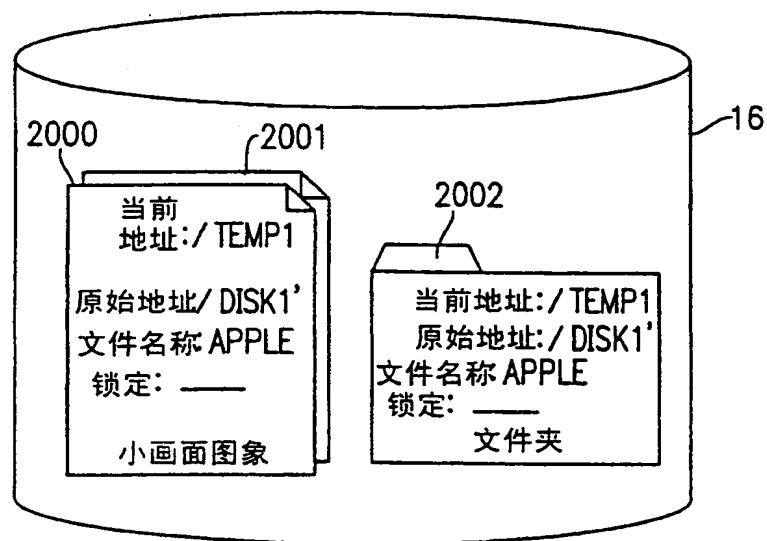 16
2000
2001
当前
地址:/ TEMP1
原始地址/ DISK1'
文件名称 APPLE
锁定:
小画面图象
2002
当前地址:/ TEMP1
原始地址:/ DISK1'
文件名称 APPLE
锁定:
文件夹